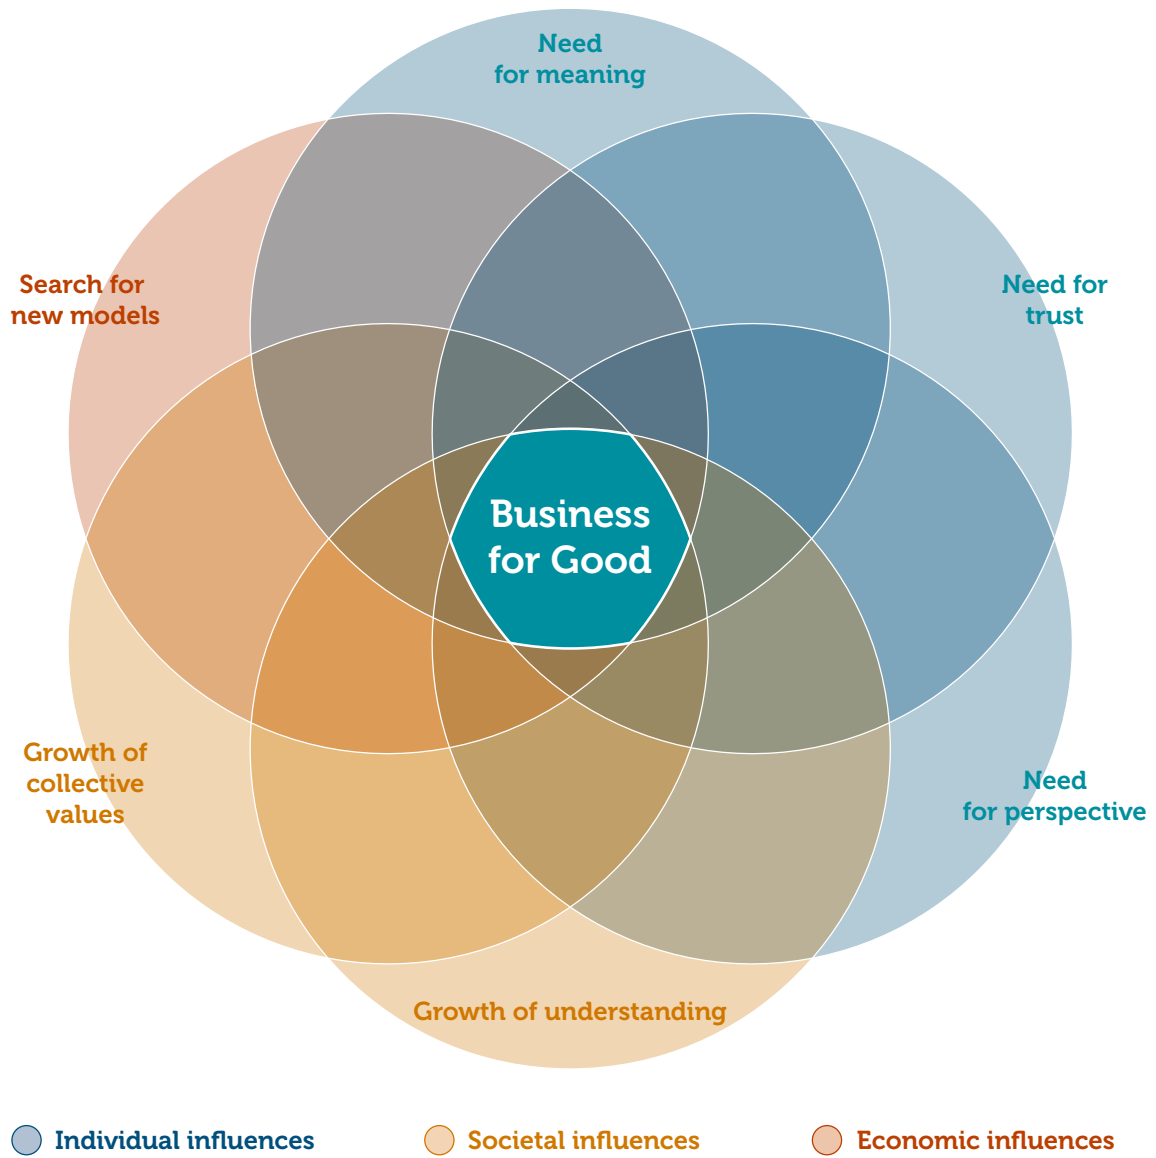 Need
for meaning
Search for
new models
Need for
trust
Business
for Good
Growth of
collective
values
Need
for perspective
Growth of understanding
Individual influences
Societal influences
Economic influences